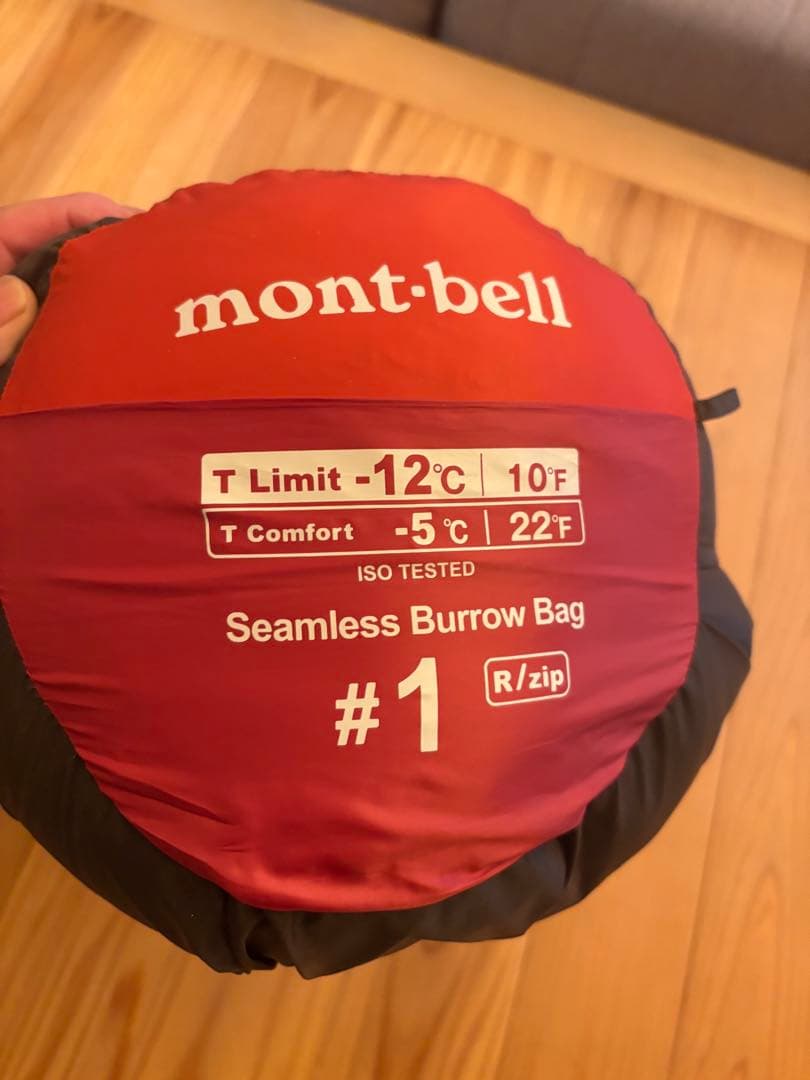 mont-bell
T Limit -12℃ | 10℉
T Comfort -5℃ | 22℉
ISO TESTED
Seamless Burrow Bag
#1 R/zip